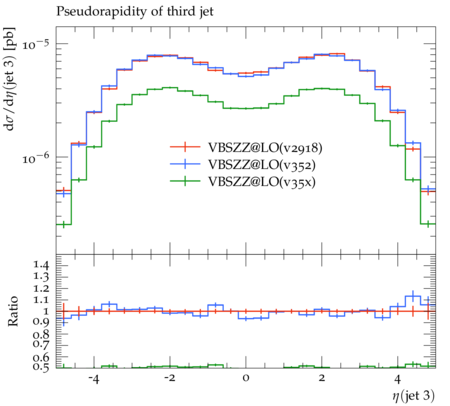 Pseudorapidity of third jet
dσ/dη(jet 3) [pb]
10⁻⁵
10⁻⁶
VBSZZ@LO(v2918)
VBSZZ@LO(v352)
VBSZZ@LO(v35x)
Ratio
1.4
1.3
1.2
1.1
1
0.9
0.8
0.7
0.6
0.5
-4 -2 0 2 4
η(jet 3)